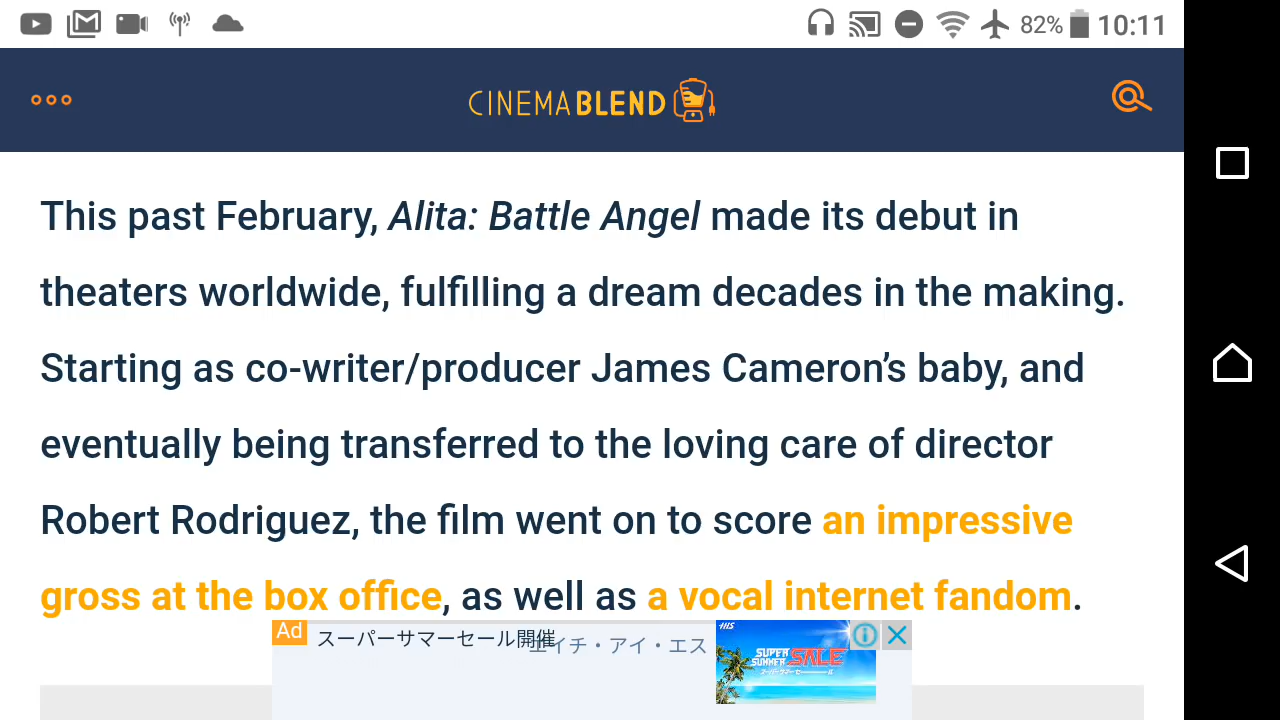 82% 10:11
CINEMABLEND
This past February, Alita: Battle Angel made its debut in
theaters worldwide, fulfilling a dream decades in the making.
Starting as co-writer/producer James Cameron’s baby, and
eventually being transferred to the loving care of director
Robert Rodriguez, the film went on to score an impressive
gross at the box office, as well as a vocal internet fandom.
Ad
スーパーサマーセール開催
エイチ・アイ・エス
HIS
SUPER
SUMMER SALE